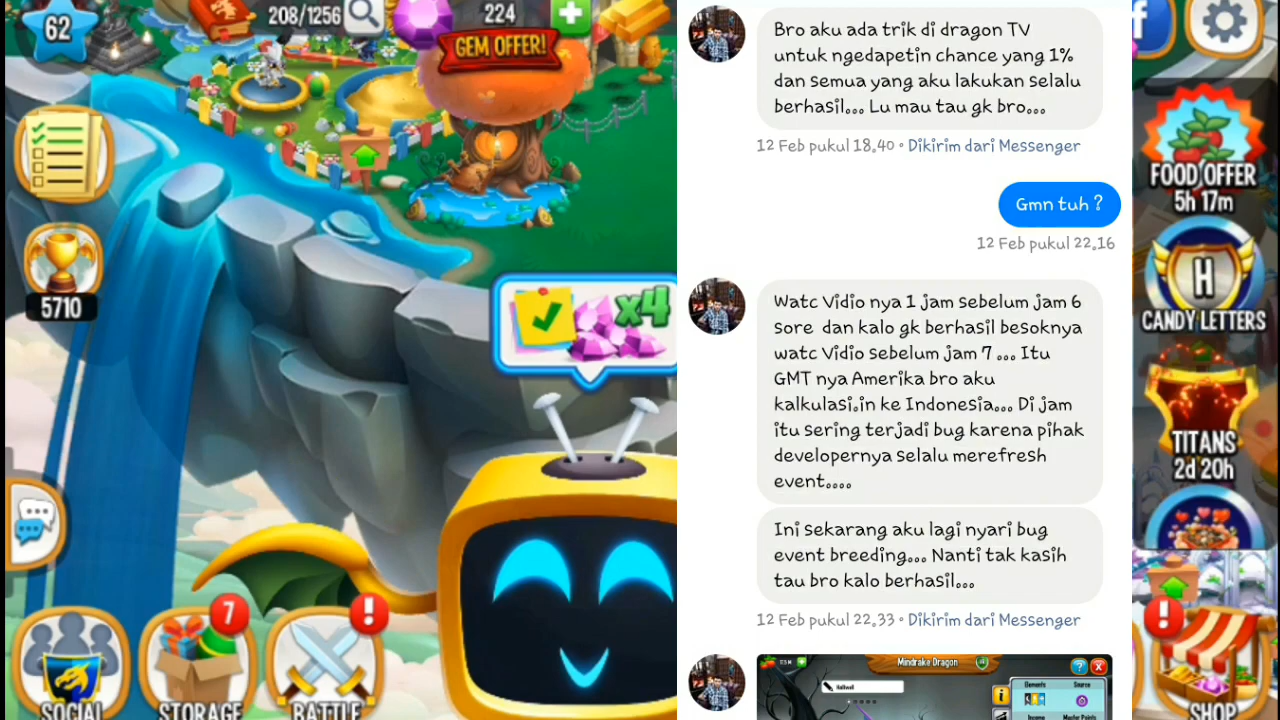 62
208/1256
224
GEM OFFER!
5710
x4
7
!
SOCIAL
STORAGE
BATTLE
Bro aku ada trik di dragon TV
untuk ngedapetin chance yang 1%
dan semua yang aku lakukan selalu
berhasil... Lu mau tau gk bro...
12 Feb pukul 18.40 • Dikirim dari Messenger
Gmn tuh ?
12 Feb pukul 22.16
Watc Vidio nya 1 jam sebelum jam 6
sore dan kalo gk berhasil besoknya
watc Vidio sebelum jam 7 ... Itu
GMT nya Amerika bro aku
kalkulasi.in ke Indonesia... Di jam
itu sering terjadi bug karena pihak
developernya selalu merefresh
event....
Ini sekarang aku lagi nyari bug
event breeding... Nanti tak kasih
tau bro kalo berhasil...
12 Feb pukul 22.33 • Dikirim dari Messenger
Mindrake Dragon
?
X
Elements
Source
Income
Master Points
FOOD OFFER
5h 17m
H
CANDY LETTERS
TITANS
2d 20h
!
SHOP